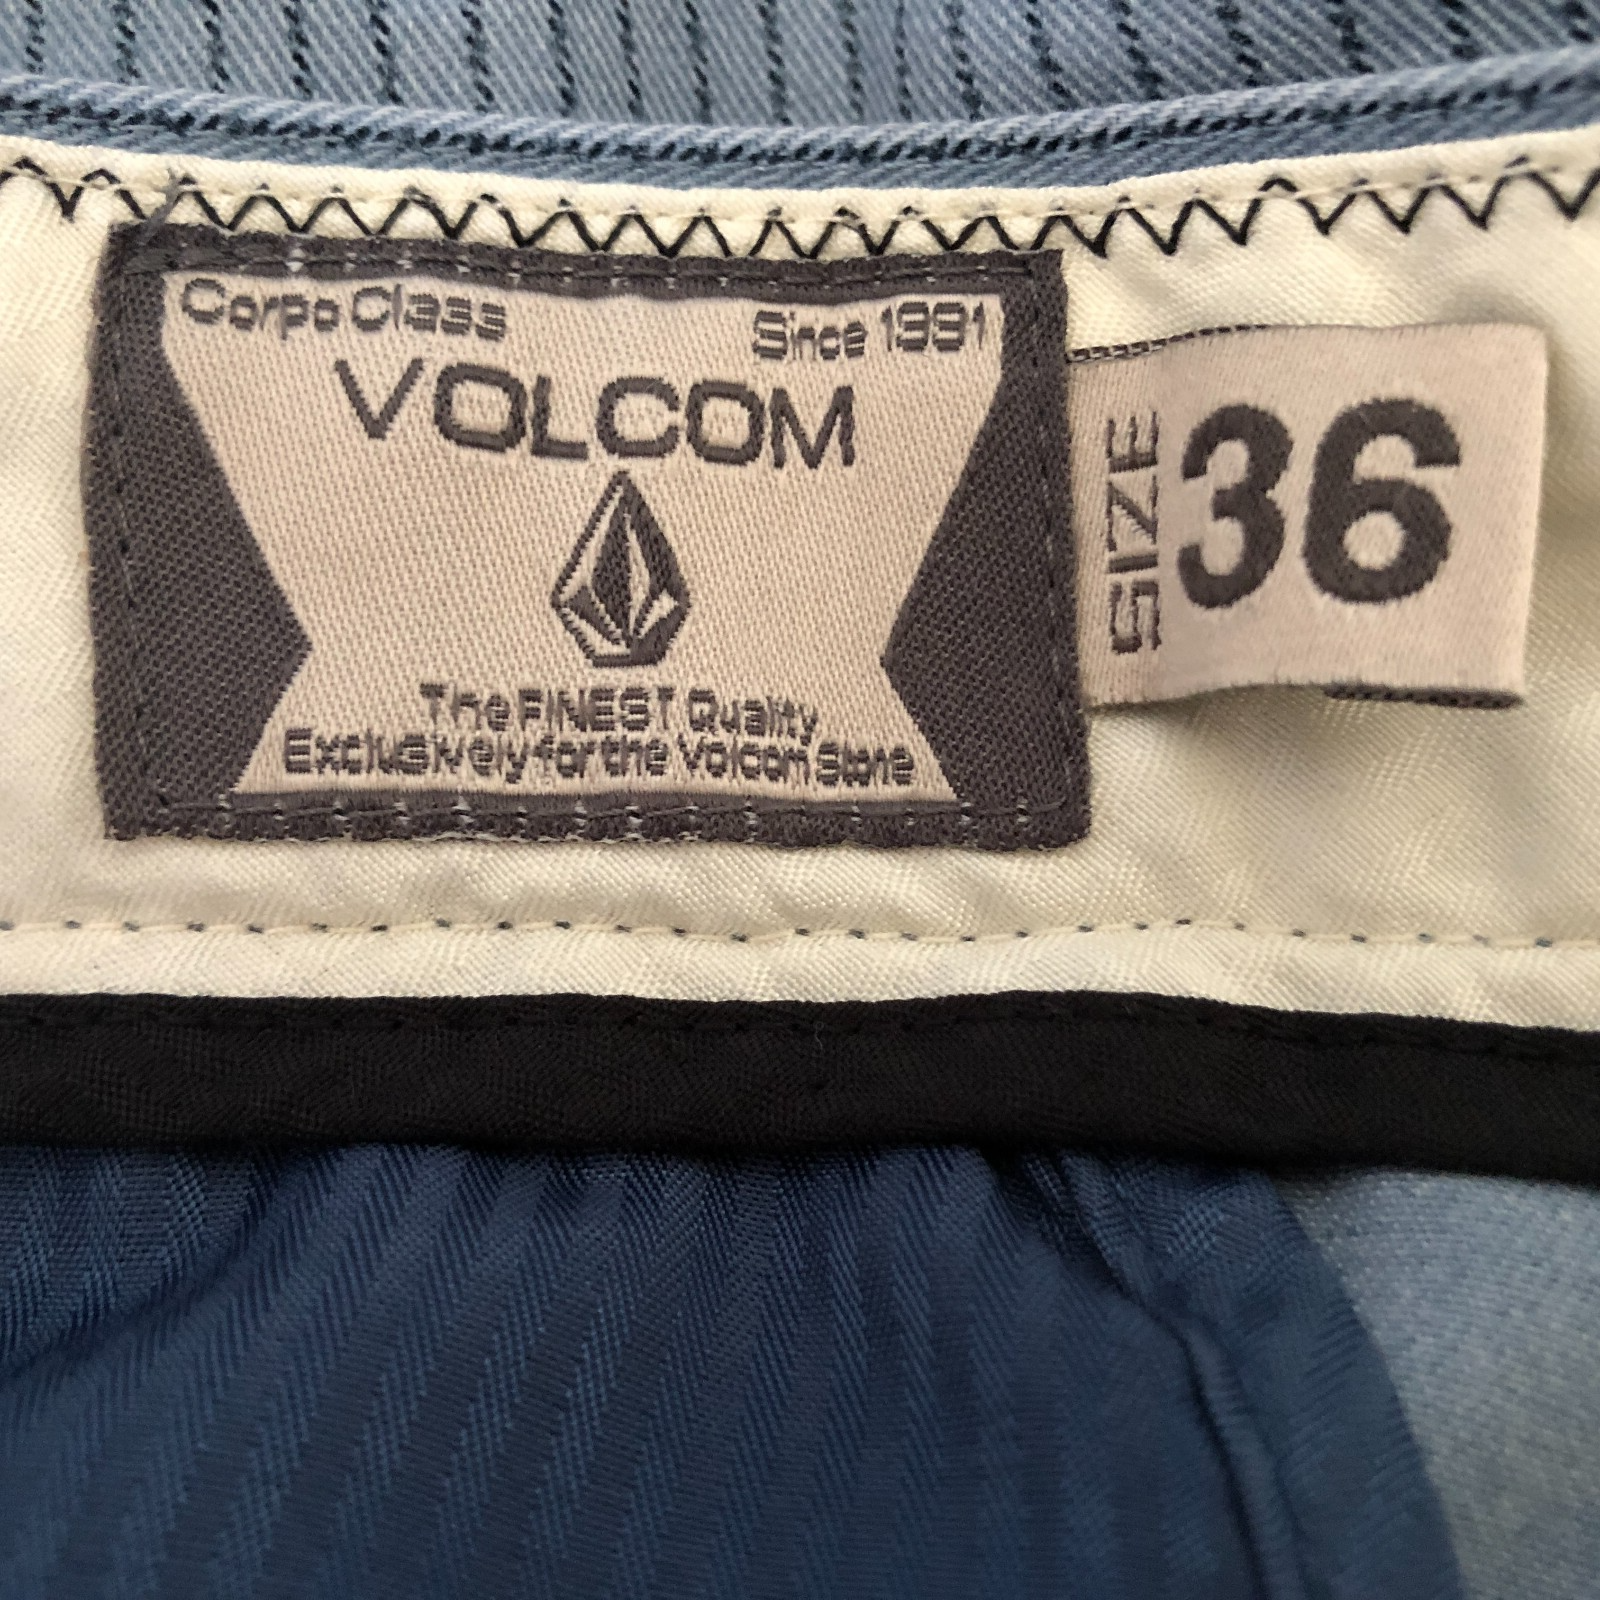 Corpo Class Since 1991
VOLCOM
The FINEST Quality
Exclusively for the Volcom Stone
SIZE 36